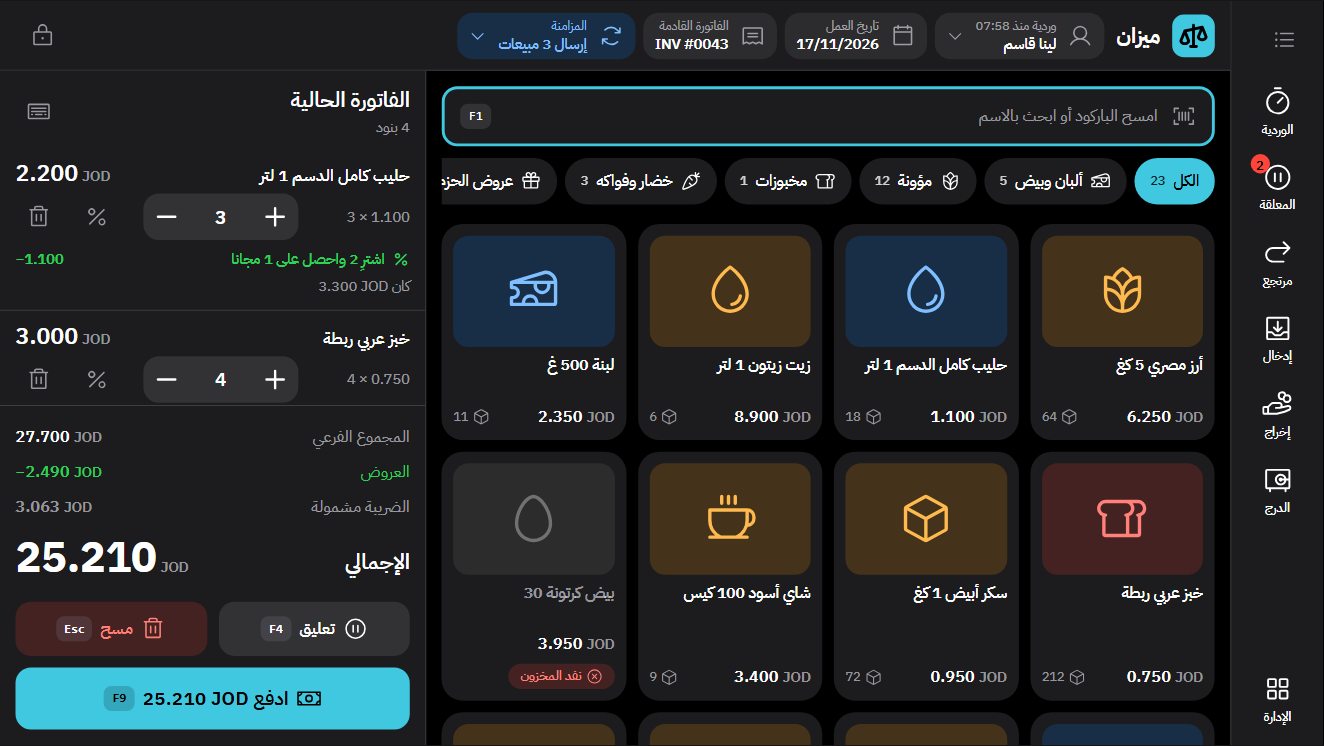 ميزان
وردية منذ 07:58
لينا قاسم
تاريخ العمل
17/11/2026
الفاتورة القادمة
INV #0043
المزامنة
إرسال 3 مبيعات
الوردية
2
المعلقة
مرتجع
إدخال
إخراج
الدرج
الإدارة
امسح الباركود أو ابحث بالاسم
F1
الكل 23
ألبان وبيض 5
مؤونة 12
مخبوزات 1
خضار وفواكه 3
عروض الحزم
أرز مصري 5 كغ
6.250 JOD
64
حليب كامل الدسم 1 لتر
1.100 JOD
18
زيت زيتون 1 لتر
8.900 JOD
6
لبنة 500 غ
2.350 JOD
11
خبز عربي ربطة
0.750 JOD
212
سكر أبيض 1 كغ
0.950 JOD
72
شاي أسود 100 كيس
3.400 JOD
9
بيض كرتونة 30
3.950 JOD
نفد المخزون
الفاتورة الحالية
4 بنود
حليب كامل الدسم 1 لتر
2.200 JOD
3 × 1.100
3
اشترِ 2 واحصل على 1 مجانا
−1.100
كان 3.300 JOD
خبز عربي ربطة
3.000 JOD
4 × 0.750
4
المجموع الفرعي
27.700 JOD
العروض
−2.490 JOD
الضريبة مشمولة
3.063 JOD
الإجمالي
25.210 JOD
تعليق F4
مسح Esc
ادفع 25.210 JOD F9